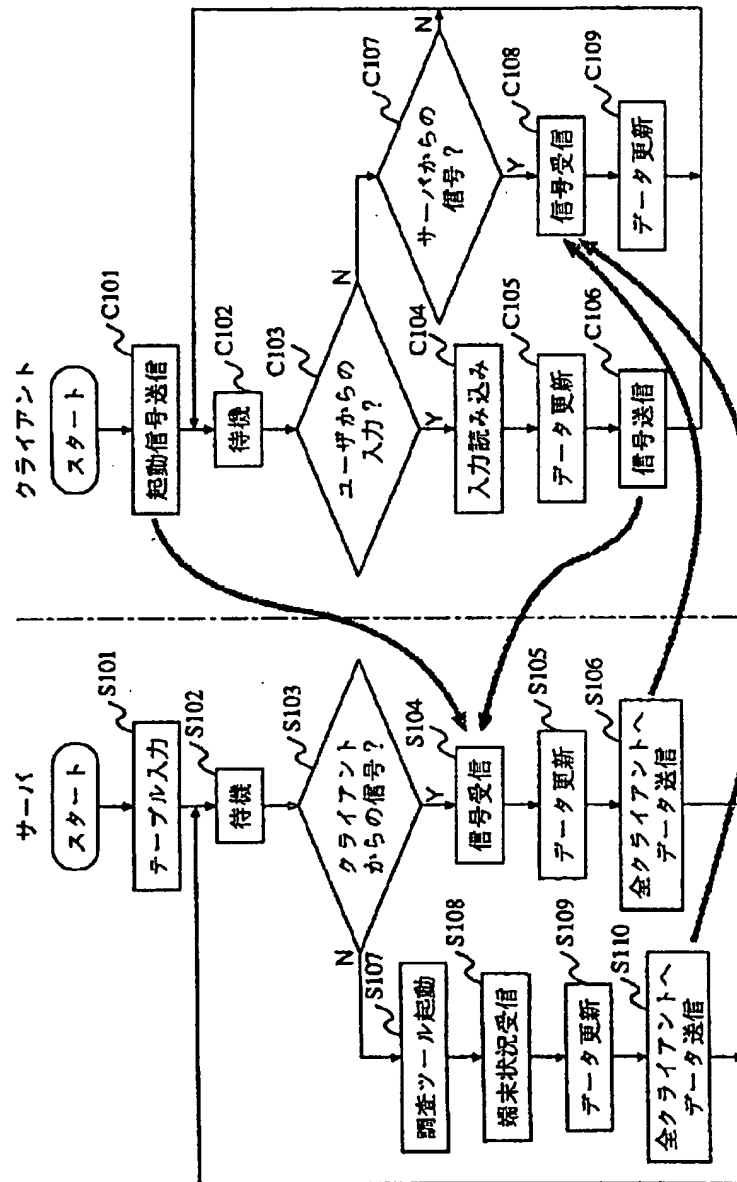 サーバ
スタート
テーブル入力
S101
待機
S102
クライアント
からの信号?
S103
Y
N
信号受信
S104
データ更新
S105
全クライアントへ
データ送信
S106
調査ツール起動
S107
端末状況受信
S108
データ更新
S109
全クライアントへ
データ送信
S110
クライアント
スタート
起動信号送信
C101
待機
C102
ユーザからの
入力?
C103
Y
N
入力読み込み
C104
データ更新
C105
信号送信
C106
サーバからの
信号?
C107
Y
N
信号受信
C108
データ更新
C109